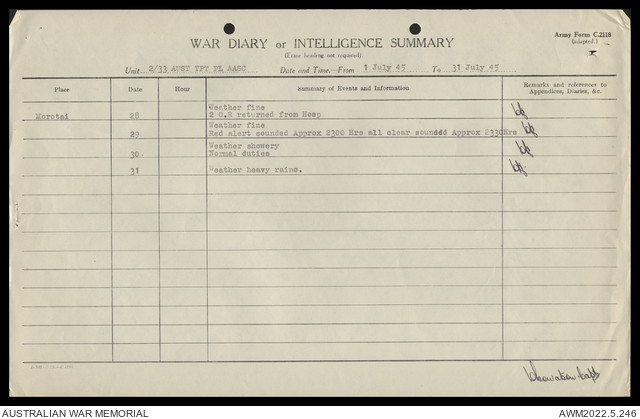 Army Form C.2118
(adapted.)
WAR DIARY or INTELLIGENCE SUMMARY
(Erase heading not required).
Unit 2/33 AUST TPT PL AASC Date and Time.—From 1 July 45 To 31 July 45
Place Date Hour Summary of Events and Information Remarks and references to
Appendices, Diaries, &c.
Weather fine
Morotai 28 2 O.R returned from Hosp
Weather fine
29 Red alert sounded Approx 2300 Hrs all clear sounded Approx 2330Hrs
Weather showery
30. Normal duties
31 Weather heavy rains.
AUSTRALIAN WAR MEMORIAL AWM2022.5.246